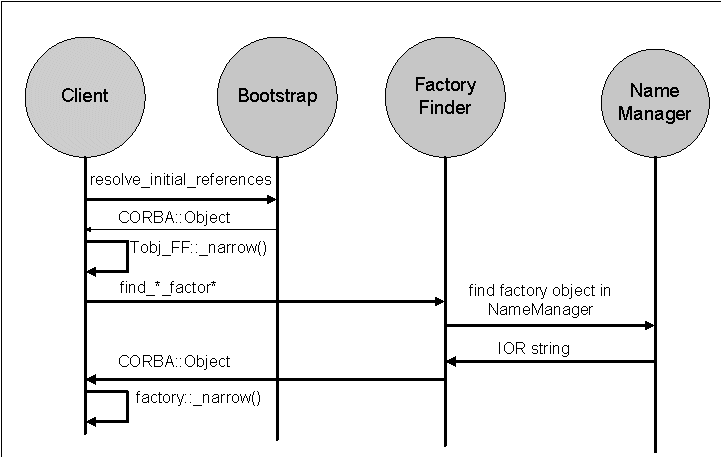 Client
Bootstrap
Factory
Finder
Name
Manager
resolve_initial_references
CORBA::Object
Tobj_FF::_narrow()
find_*_factor*
find factory object in
NameManager
IOR string
CORBA::Object
factory::_narrow()